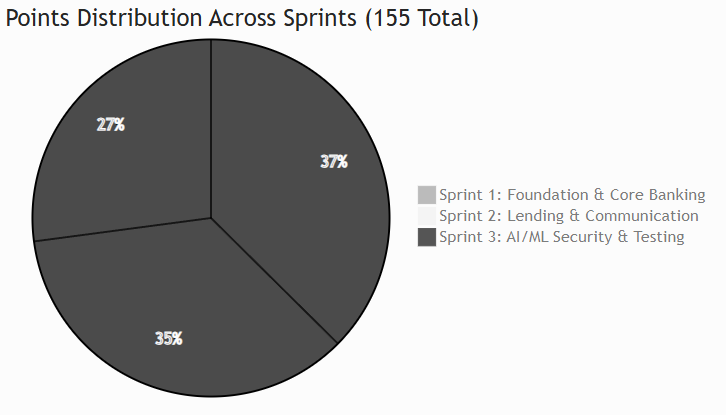 Points Distribution Across Sprints (155 Total)
27%
37%
35%
Sprint 1: Foundation & Core Banking
Sprint 2: Lending & Communication
Sprint 3: AI/ML Security & Testing